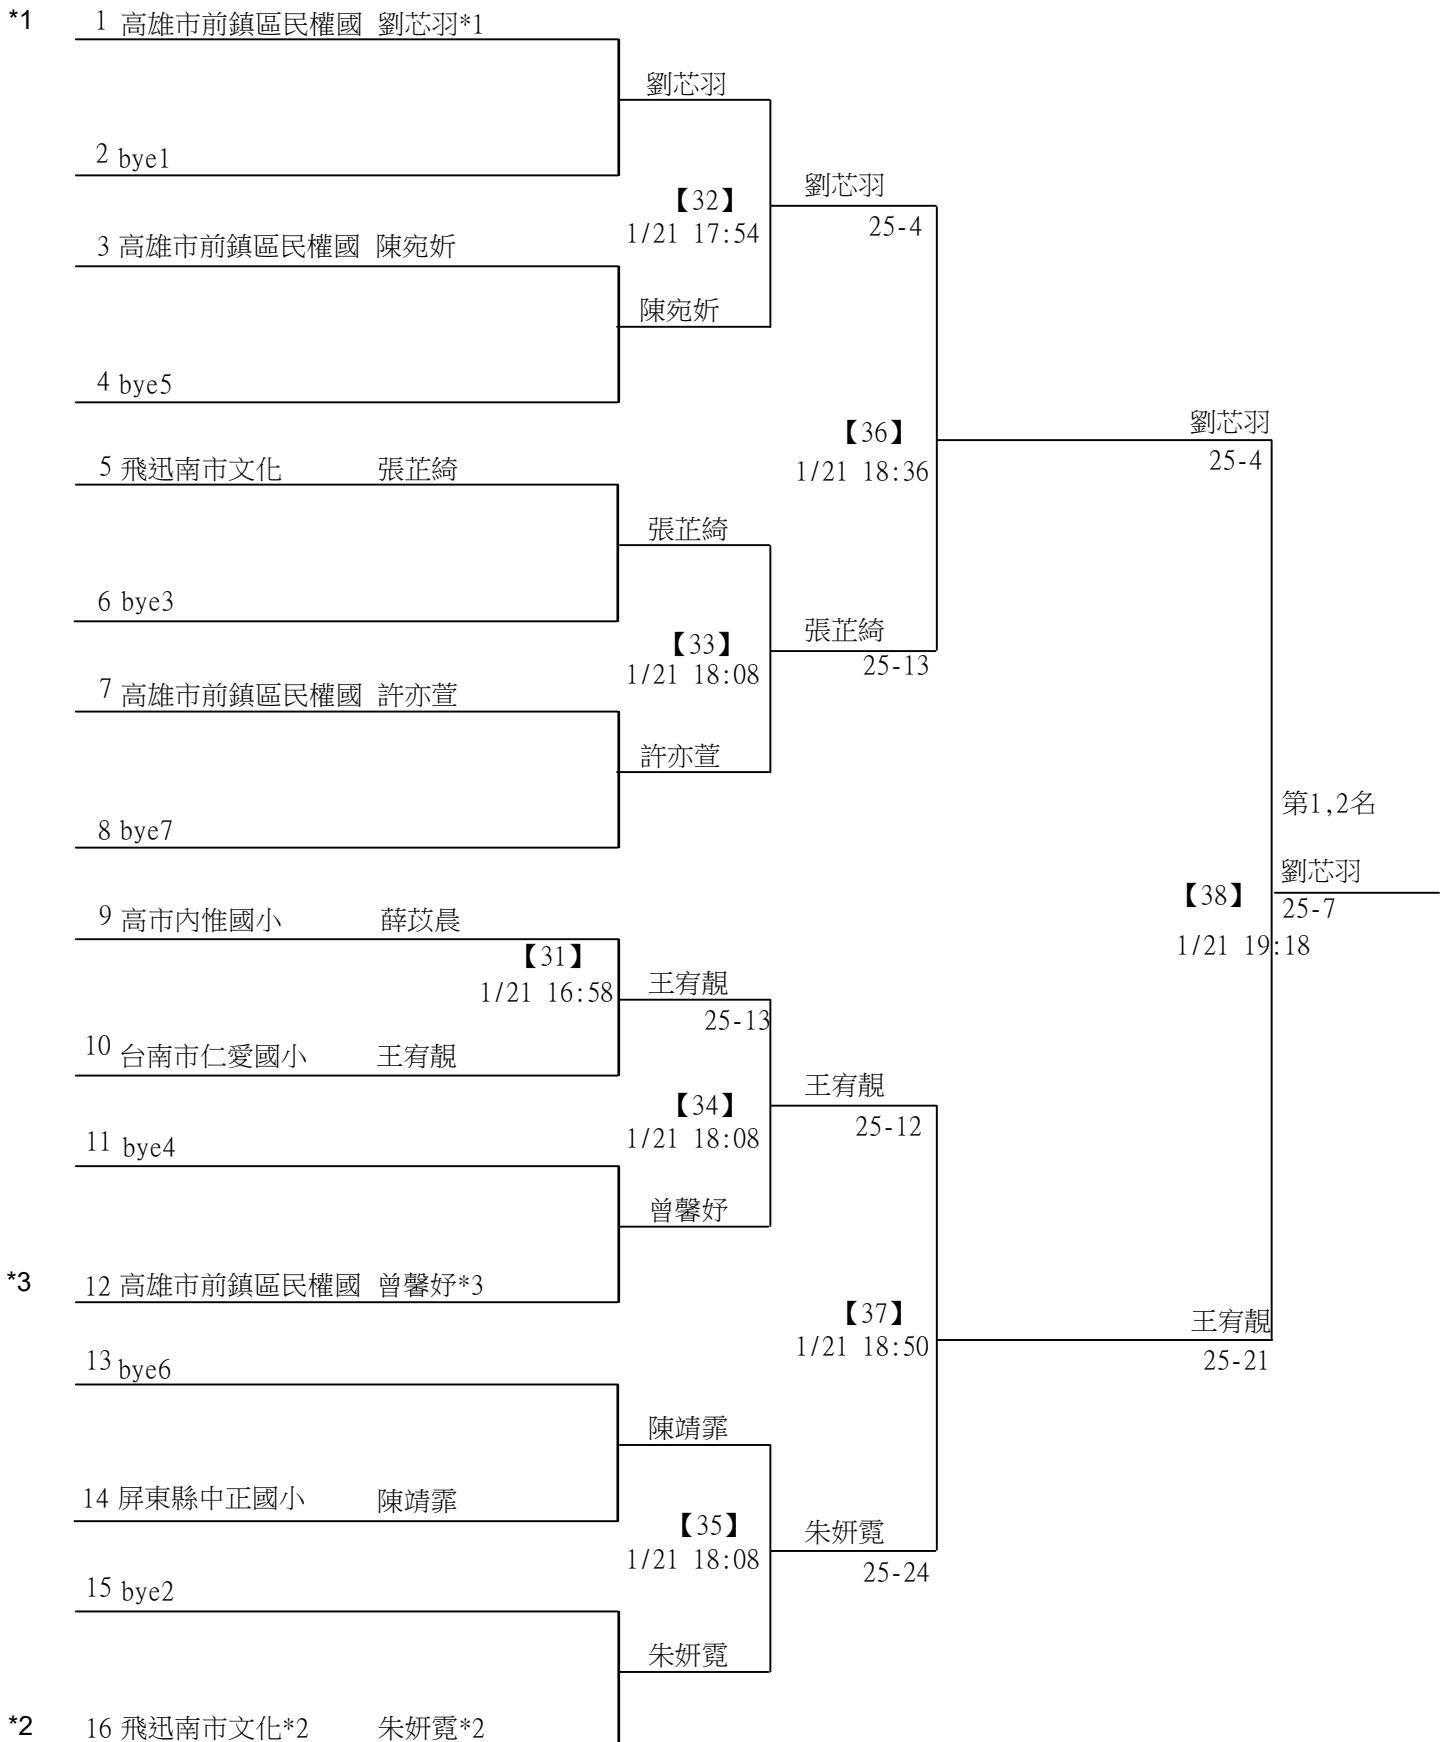 *1 1 高雄市前鎮區民權國 劉芯羽*1
劉芯羽
2 bye1
劉芯羽
【32】
25-4
1/21 17:54
3 高雄市前鎮區民權國 陳宛妡
陳宛妡
4 bye5
劉芯羽
【36】
25-4
5 飛迅南市文化 張芷綺
1/21 18:36
張芷綺
6 bye3
張芷綺
【33】
25-13
1/21 18:08
7 高雄市前鎮區民權國 許亦萱
許亦萱
第1,2名
8 bye7
劉芯羽
【38】
25-7
9 高市內惟國小 薛苡晨
1/21 19:18
【31】
1/21 16:58
王宥靚
25-13
10 台南市仁愛國小 王宥靚
王宥靚
【34】
25-12
1/21 18:08
11 bye4
曾馨妤
*3 12 高雄市前鎮區民權國 曾馨妤*3
【37】
王宥靚
1/21 18:50
25-21
13 bye6
陳靖霏
14 屏東縣中正國小 陳靖霏
【35】
朱妍霓
1/21 18:08
25-24
15 bye2
朱妍霓
*2 16 飛迅南市文化*2 朱妍霓*2